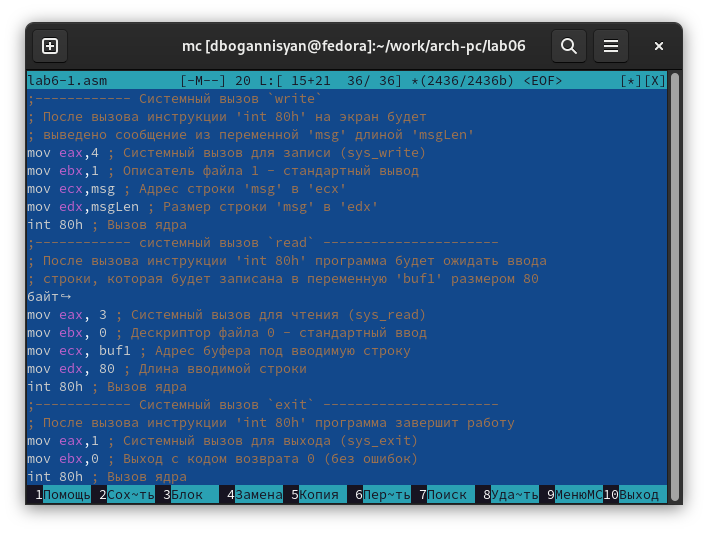 mc [dbogannisyan@fedora]:~/work/arch-pc/lab06
lab6-1.asm [-M--] 20 L:[ 15+21 36/ 36] *(2436/2436b) <EOF> [*][X]
;------------ Системный вызов `write`
; После вызова инструкции 'int 80h' на экран будет
; выведено сообщение из переменной 'msg' длиной 'msgLen'
mov eax,4 ; Системный вызов для записи (sys_write)
mov ebx,1 ; Описатель файла 1 - стандартный вывод
mov ecx,msg ; Адрес строки 'msg' в 'ecx'
mov edx,msgLen ; Размер строки 'msg' в 'edx'
int 80h ; Вызов ядра
;------------ системный вызов `read` ----------------------
; После вызова инструкции 'int 80h' программа будет ожидать ввода
; строки, которая будет записана в переменную 'buf1' размером 80
байт↪
mov eax, 3 ; Системный вызов для чтения (sys_read)
mov ebx, 0 ; Дескриптор файла 0 - стандартный ввод
mov ecx, buf1 ; Адрес буфера под вводимую строку
mov edx, 80 ; Длина вводимой строки
int 80h ; Вызов ядра
;------------ Системный вызов `exit` ----------------------
; После вызова инструкции 'int 80h' программа завершит работу
mov eax,1 ; Системный вызов для выхода (sys_exit)
mov ebx,0 ; Выход с кодом возврата 0 (без ошибок)
int 80h ; Вызов ядра
1Помощь 2Сох~ть 3Блок 4Замена 5Копия 6Пер~ть 7Поиск 8Уда~ть 9МенюMC 10Выход